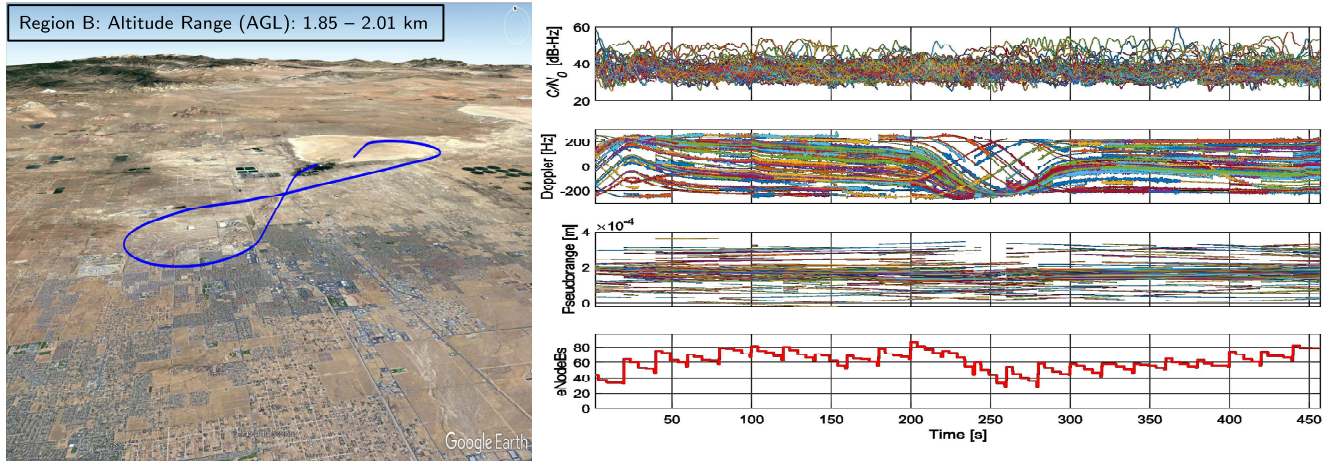 Region B: Altitude Range (AGL): 1.85 – 2.01 km
Google Earth
C/N0 [dB-Hz]
60
40
20
Doppler [Hz]
200
0
-200
Pseudorange [m]
×10-4
4
2
0
eNodeBs
80
60
40
20
0
50 100 150 200 250 300 350 400 450
Time [s]